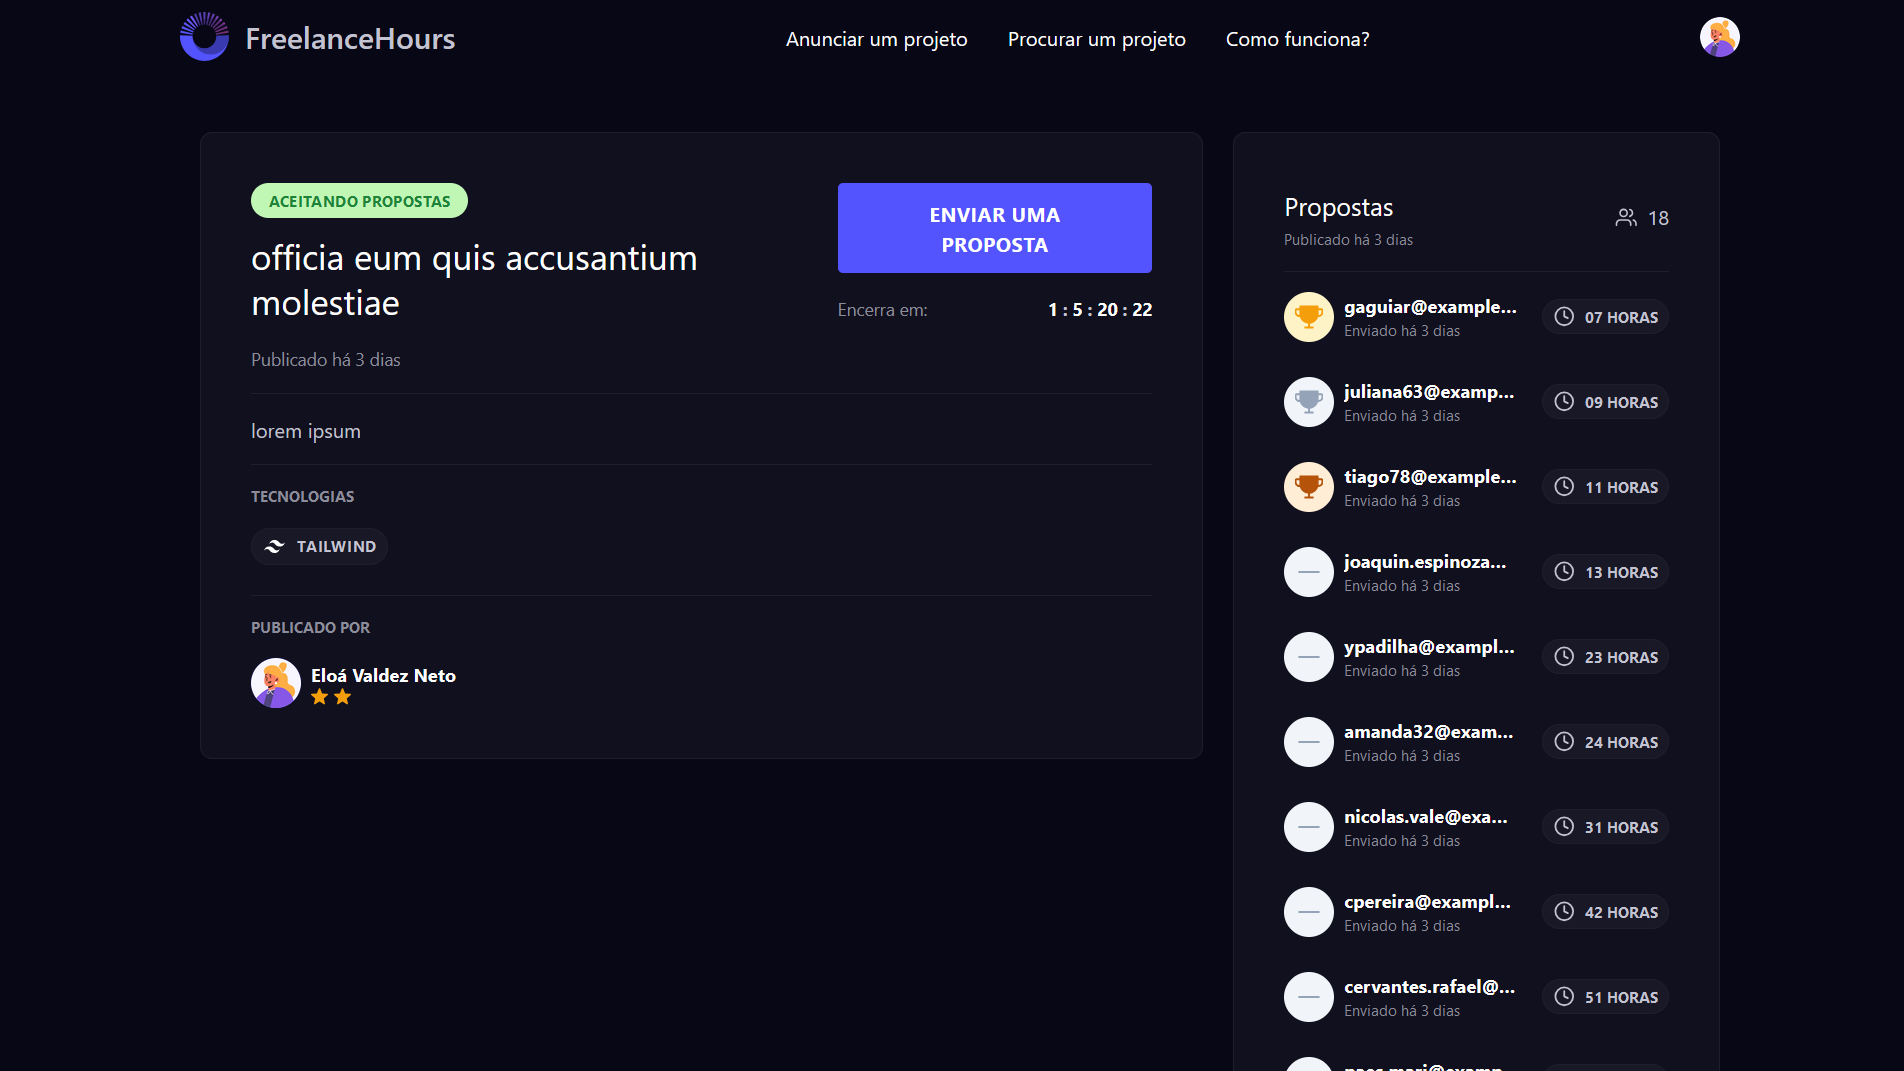 FreelanceHours
Anunciar um projeto
Procurar um projeto
Como funciona?
ACEITANDO PROPOSTAS
officia eum quis accusantium
molestiae
Publicado há 3 dias
ENVIAR UMA
PROPOSTA
Encerra em:
1 : 5 : 20 : 22
lorem ipsum
TECNOLOGIAS
TAILWIND
PUBLICADO POR
Eloá Valdez Neto
Propostas
Publicado há 3 dias
18
gaguiar@example...
Enviado há 3 dias
07 HORAS
juliana63@examp...
Enviado há 3 dias
09 HORAS
tiago78@example...
Enviado há 3 dias
11 HORAS
joaquin.espinoza...
Enviado há 3 dias
13 HORAS
ypadilha@exampl...
Enviado há 3 dias
23 HORAS
amanda32@exam...
Enviado há 3 dias
24 HORAS
nicolas.vale@exa...
Enviado há 3 dias
31 HORAS
cpereira@exampl...
Enviado há 3 dias
42 HORAS
cervantes.rafael@...
Enviado há 3 dias
51 HORAS